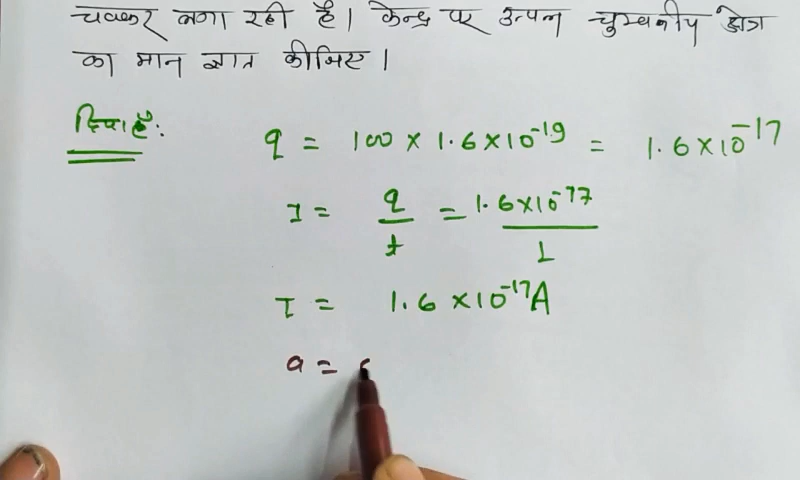 चक्कर लगा रही है। केन्द्र पर उत्पन्न चुम्बकीय क्षेत्र
का मान ज्ञात कीजिए।
दिया है:
q = 100 × 1.6×10⁻¹⁹ = 1.6×10⁻¹⁷
I = q/t = 1.6×10⁻¹⁷/1
I = 1.6×10⁻¹⁷A
a =